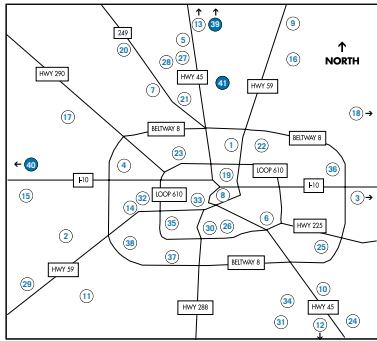 13 39 9
249 5
20 28 27 16 NORTH
HWY 45
HWY 290 7 41 HWY 59
21
17 18
BELTWAY 8 BELTWAY 8
1 22
23
40 4 LOOP 610 36
19
I-10 I-10
15 LOOP 610 32 33 8 3
14
6
35 30 26 HWY 225
2
38 25
37 BELTWAY 8
HWY 59
29 10
11 34
HWY 288 HWY 45
31 12 24